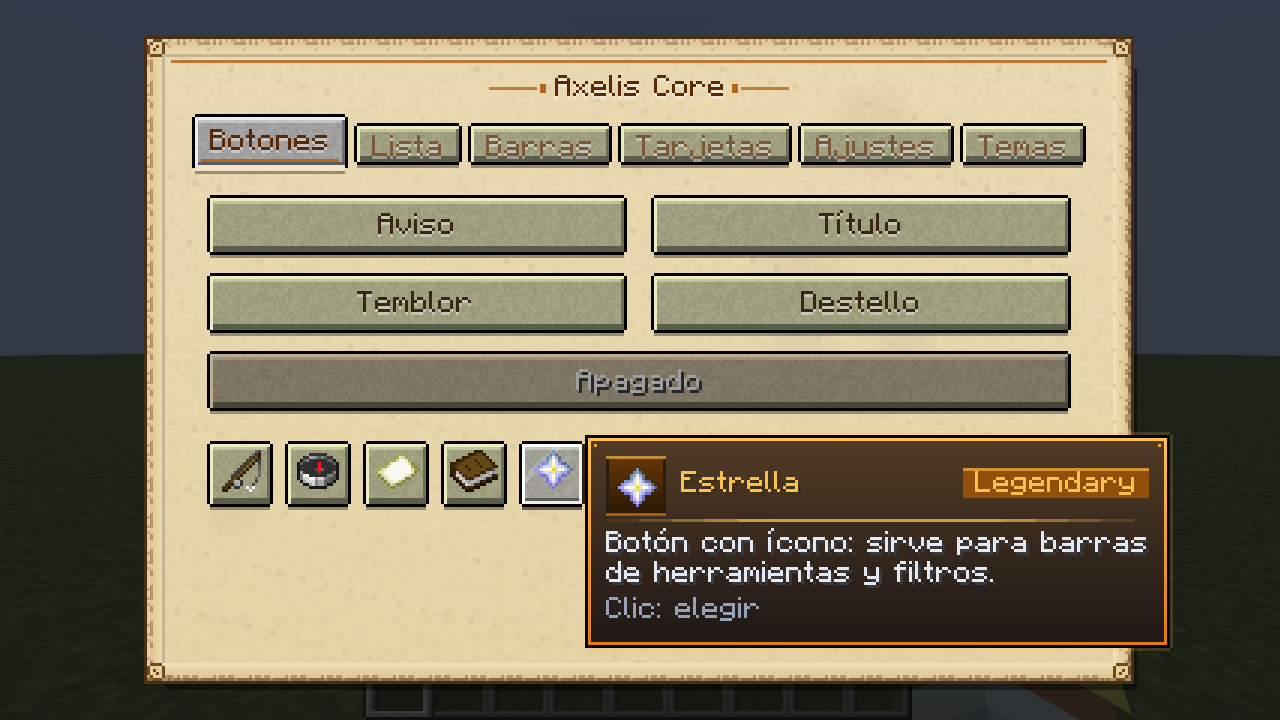 Axelis Core
Botones
Lista
Barras
Tarjetas
Ajustes
Temas
Aviso
Título
Temblor
Destello
Apagado
Estrella
Legendary
Botón con ícono: sirve para barras
de herramientas y filtros.
Clic: elegir